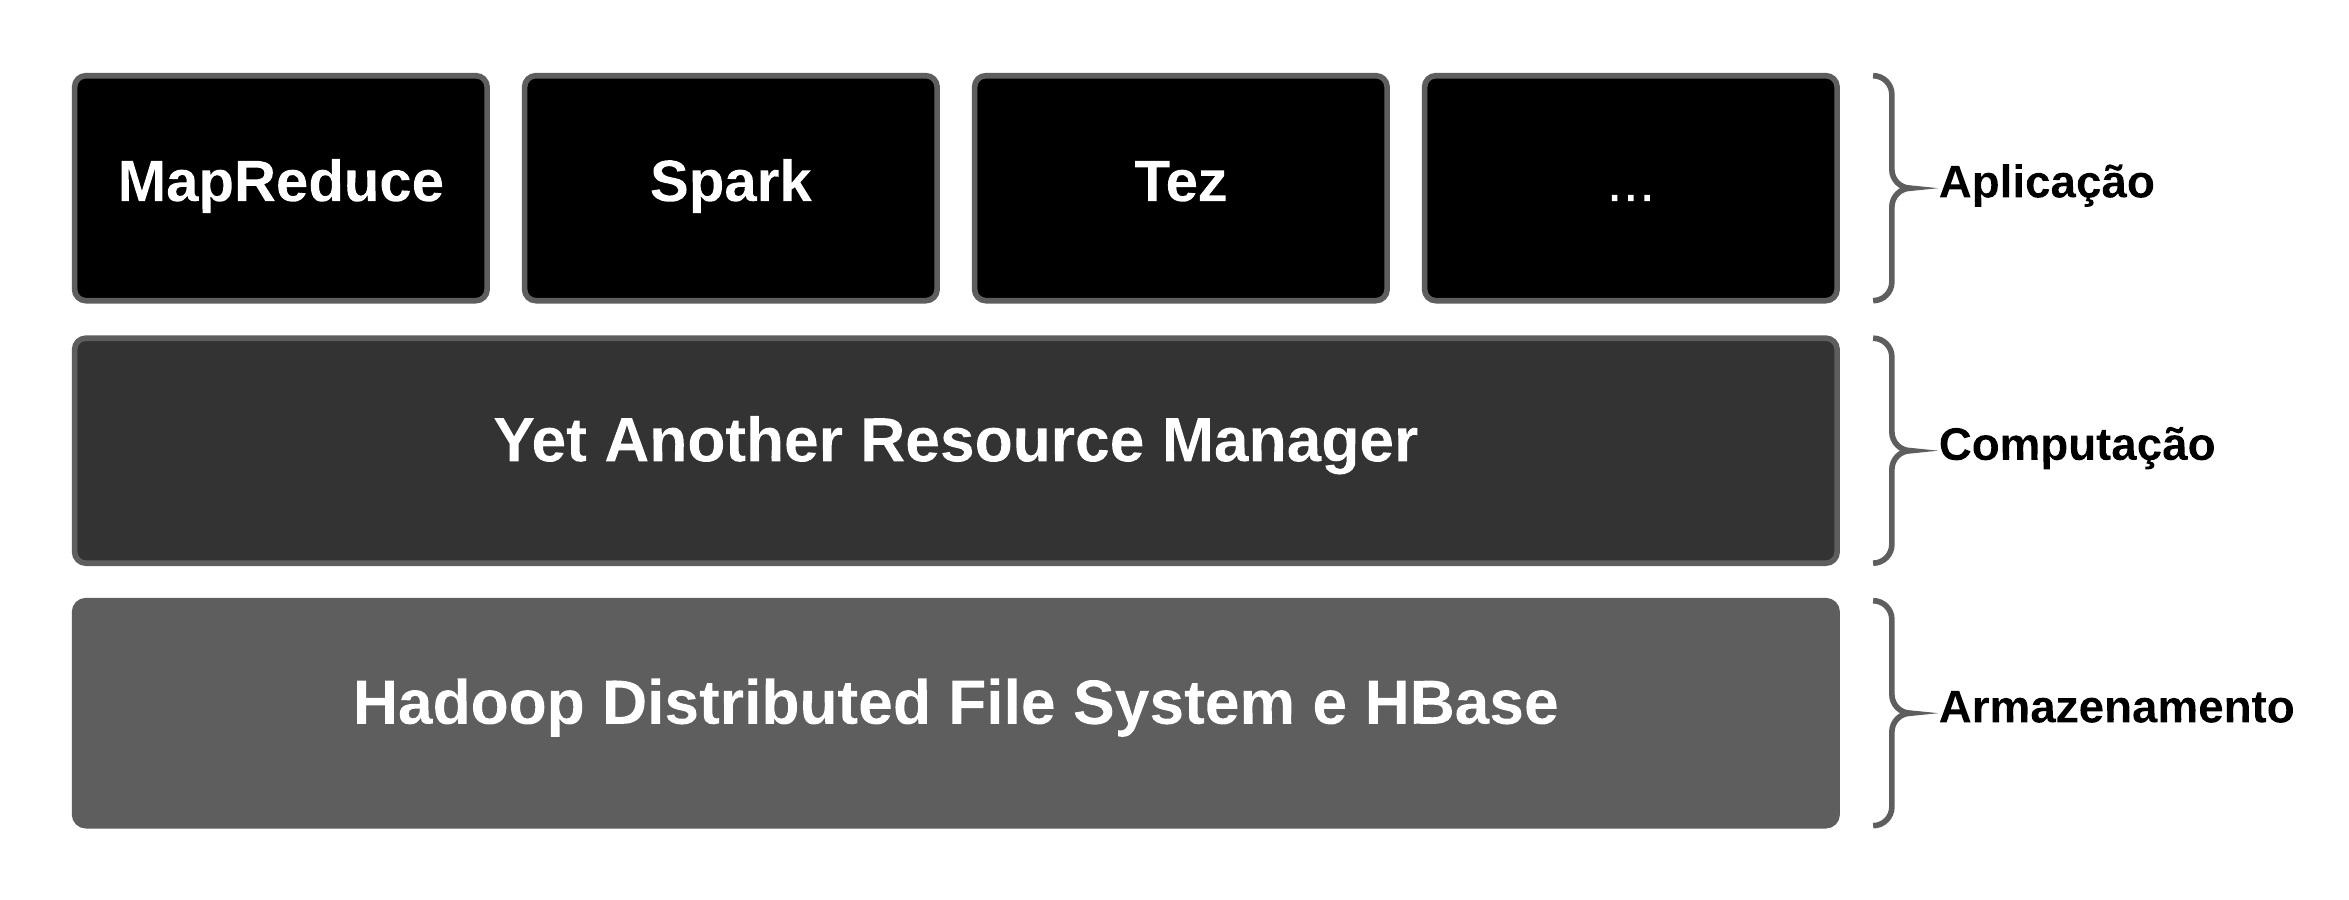 MapReduce
Spark
Tez
...
Aplicação
Yet Another Resource Manager
Computação
Hadoop Distributed File System e HBase
Armazenamento